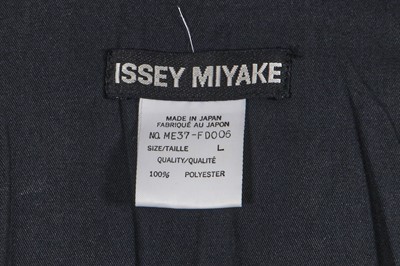 ISSEY MIYAKE
MADE IN JAPAN
FABRIQUÉ AU JAPON
NO. ME37-FD006
SIZE/TAILLE L
QUALITY/QUALITÉ
100% POLYESTER